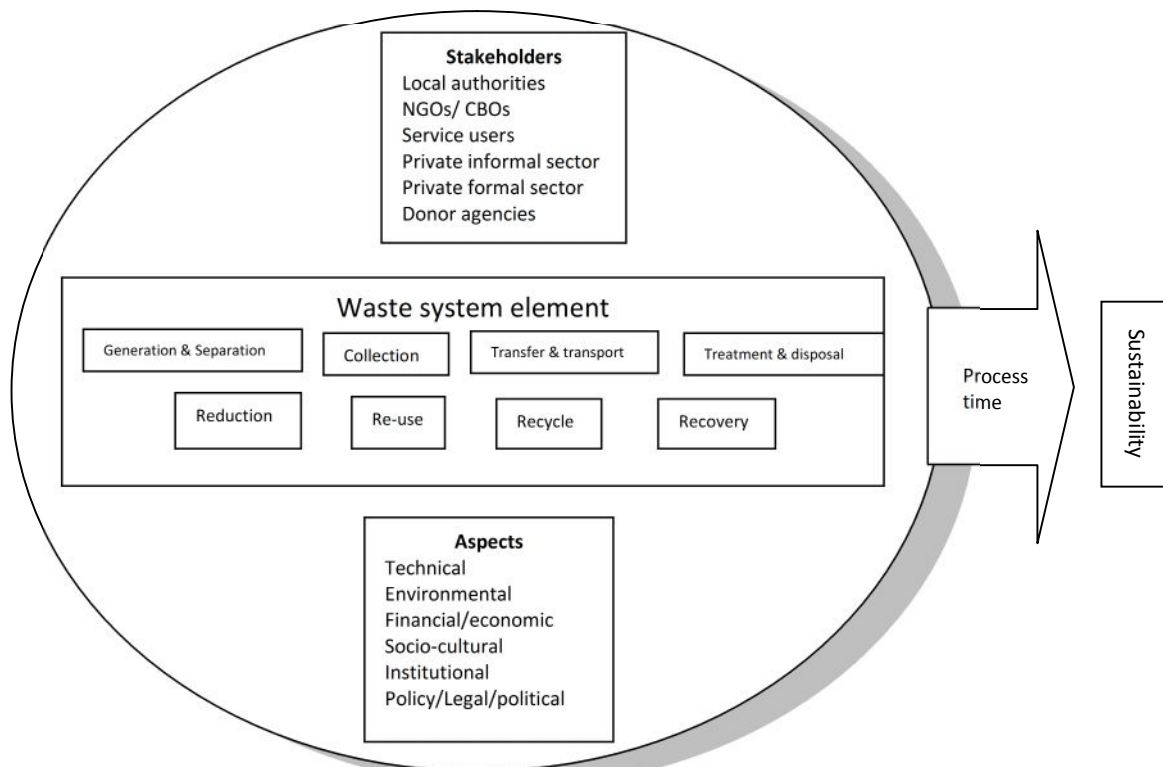 Stakeholders
Local authorities
NGOs/ CBOs
Service users
Private informal sector
Private formal sector
Donor agencies
Waste system element
Generation & Separation
Collection
Transfer & transport
Treatment & disposal
Reduction
Re-use
Recycle
Recovery
Aspects
Technical
Environmental
Financial/economic
Socio-cultural
Institutional
Policy/Legal/political
Process
time
Sustainability